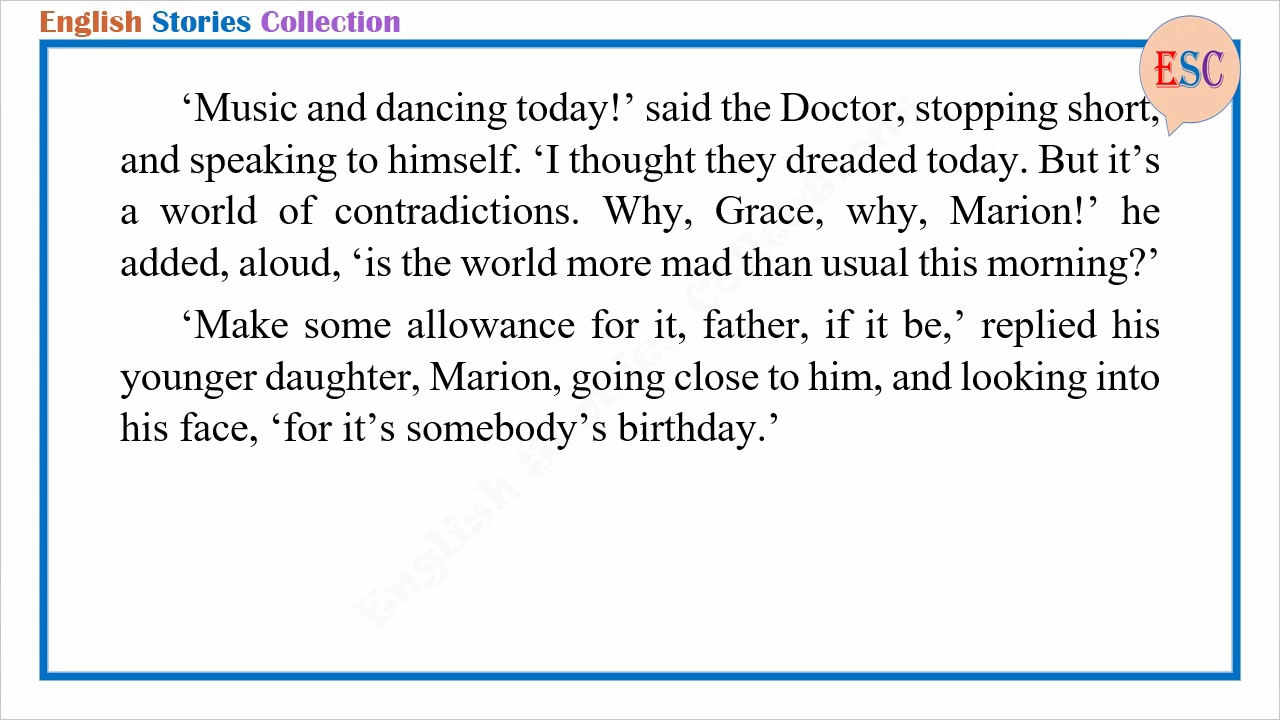 English Stories Collection
ESC
‘Music and dancing today!’ said the Doctor, stopping short,
and speaking to himself. ‘I thought they dreaded today. But it’s
a world of contradictions. Why, Grace, why, Marion!’ he
added, aloud, ‘is the world more mad than usual this morning?’
‘Make some allowance for it, father, if it be,’ replied his
younger daughter, Marion, going close to him, and looking into
his face, ‘for it’s somebody’s birthday.’
English Stories Collection